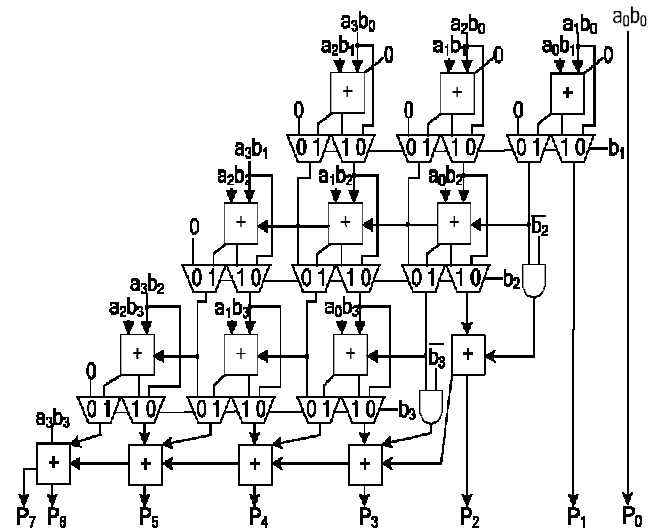 a₃b₀ a₂b₀ a₁b₀ a₀b₀
a₂b₁ 0 a₁b₁ 0 a₀b₁ 0
+ + +
0 0 0
0 1 1 0 0 1 1 0 0 1 1 0 b₁
a₃b₁
a₂b₂ a₁b₂ a₀b₂
+ + + b̅₂
0
0 1 1 0 0 1 1 0 0 1 1 0 b₂
a₃b₂
a₂b₃ a₁b₃ a₀b₃
+ + + b̅₃ +
0
0 1 1 0 0 1 1 0 0 1 1 0 b₃
a₃b₃
+ + + +
P₇ P₆ P₅ P₄ P₃ P₂ P₁ P₀